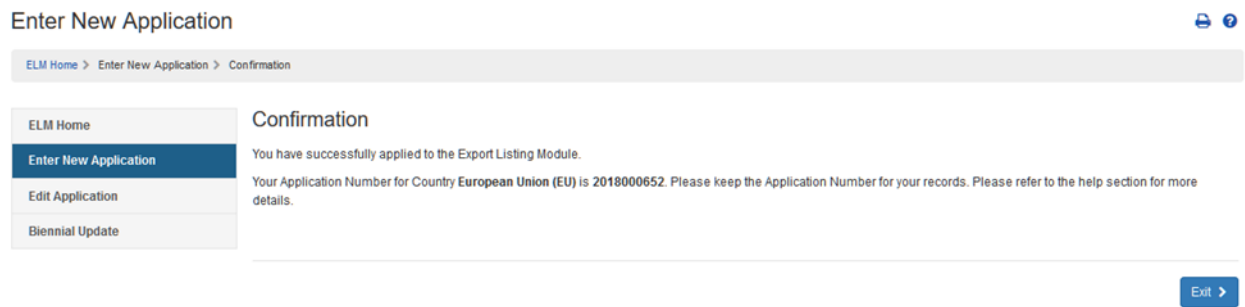 Enter New Application
ELM Home > Enter New Application > Confirmation
ELM Home
Enter New Application
Edit Application
Biennial Update
Confirmation
You have successfully applied to the Export Listing Module.
Your Application Number for Country European Union (EU) is 2018000652. Please keep the Application Number for your records. Please refer to the help section for more
details.
Exit >